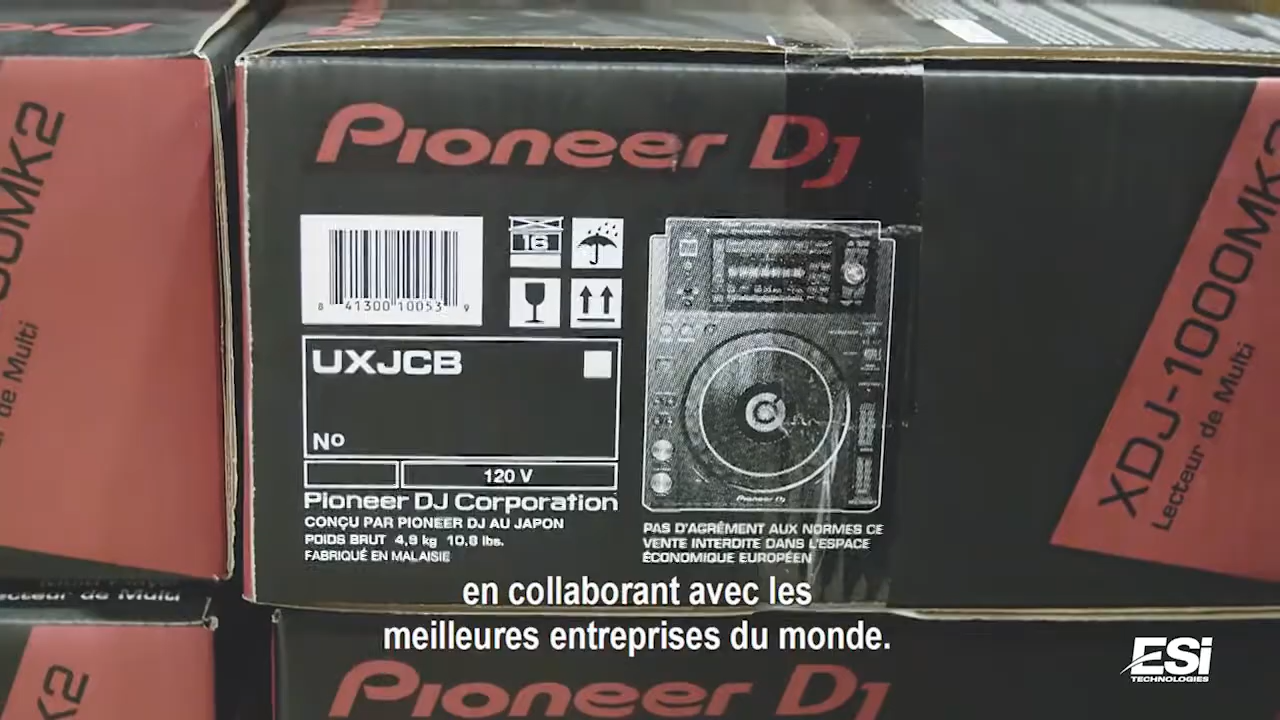 Pioneer DJ
16
8 41300 10053 9
UXJCB
No
120 V
Pioneer DJ Corporation
CONÇU PAR PIONEER DJ AU JAPON
POIDS BRUT 4,9 kg 10,8 lbs.
FABRIQUÉ EN MALAISIE
Pioneer Dj
PAS D'AGRÉMENT AUX NORMES CE
VENTE INTERDITE DANS L'ESPACE
ÉCONOMIQUE EUROPÉEN
XDJ-1000MK2
Lecteur de Multi
00MK2
de Multi
Lecteur de Multi
K2
en collaborant avec les
meilleures entreprises du monde.
Pioneer DJ
ESi
TECHNOLOGIES